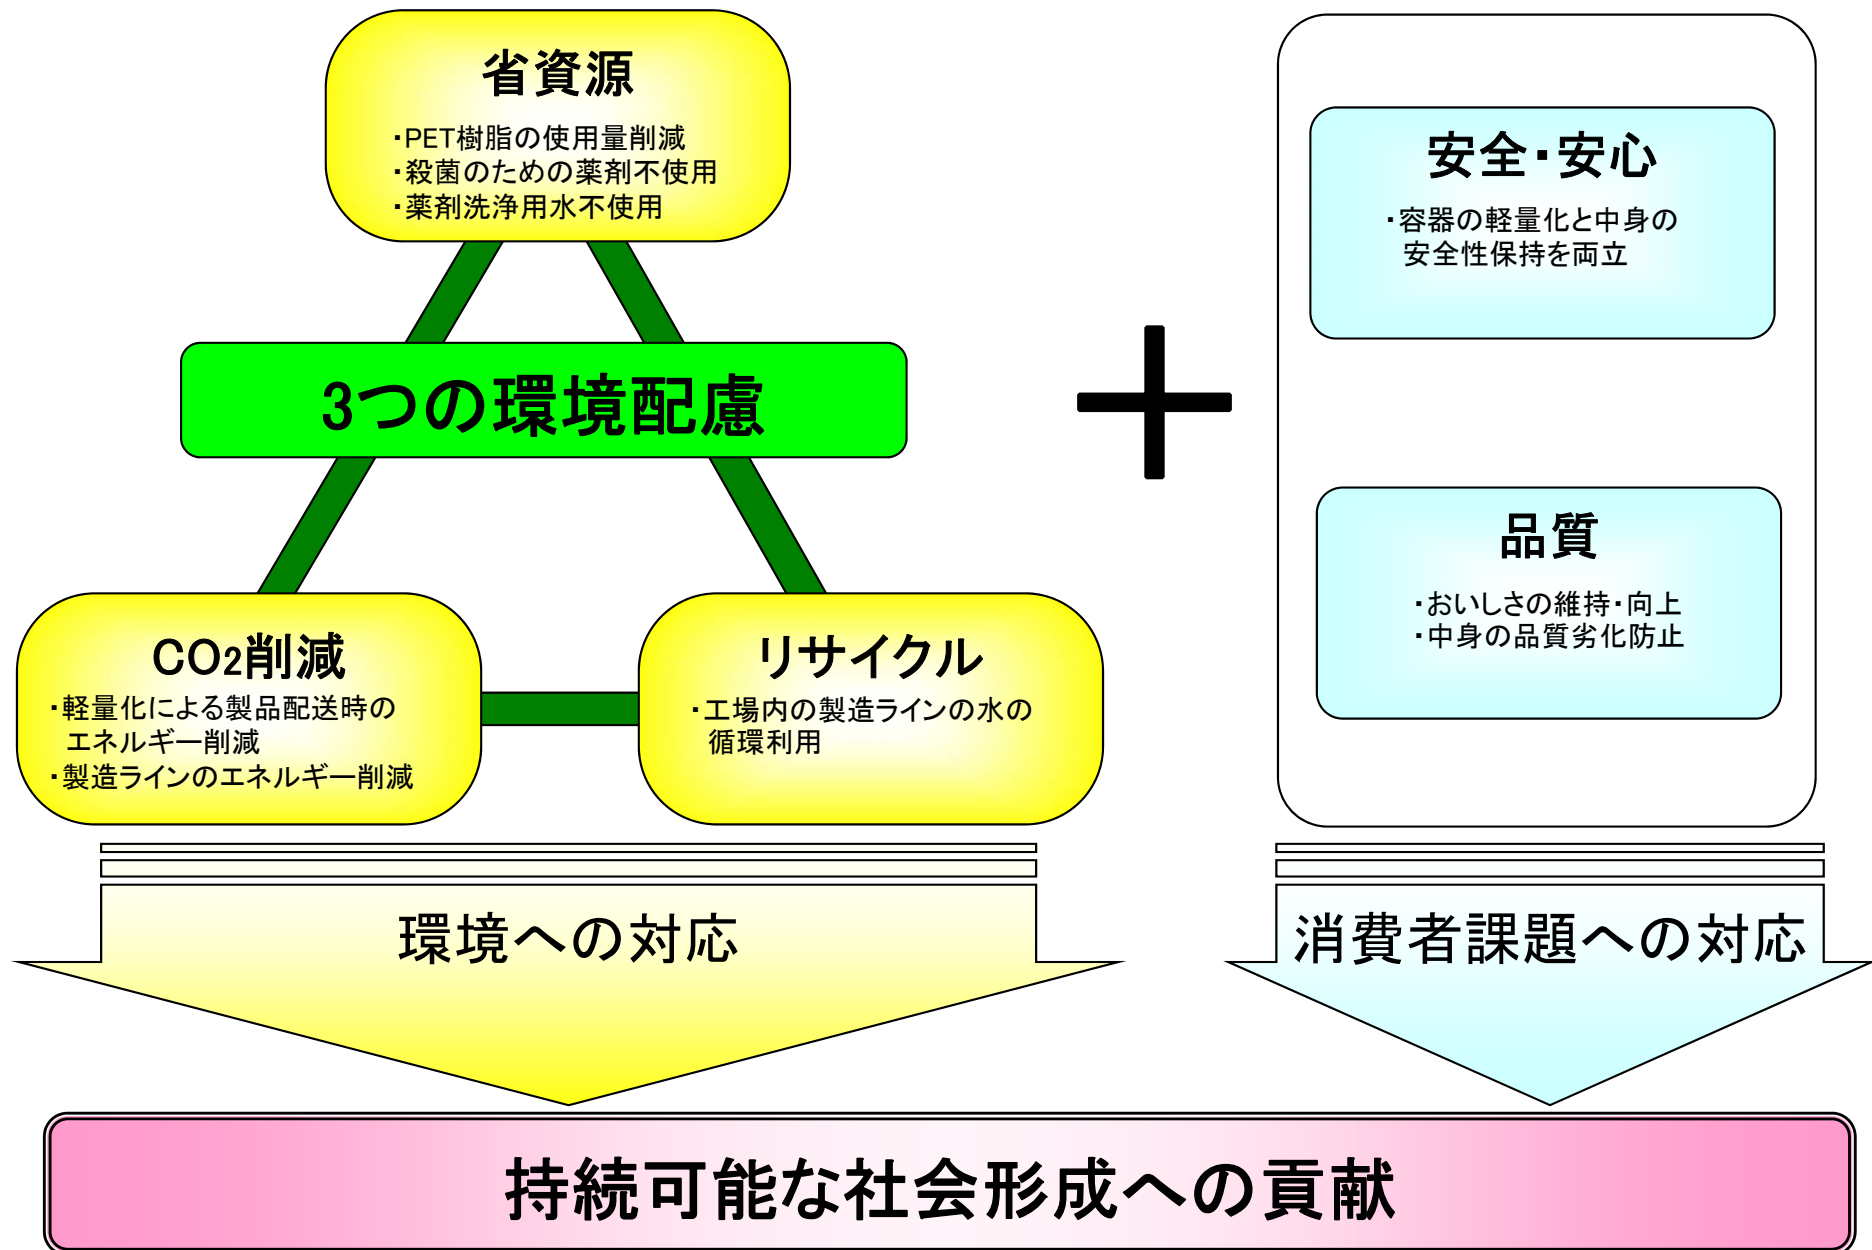 省資源
・PET樹脂の使用量削減
・殺菌のための薬剤不使用
・薬剤洗浄用水不使用
3つの環境配慮
CO2削減
・軽量化による製品配送時の
エネルギー削減
・製造ラインのエネルギー削減
リサイクル
・工場内の製造ラインの水の
循環利用
＋
安全・安心
・容器の軽量化と中身の
安全性保持を両立
品質
・おいしさの維持・向上
・中身の品質劣化防止
環境への対応
消費者課題への対応
持続可能な社会形成への貢献